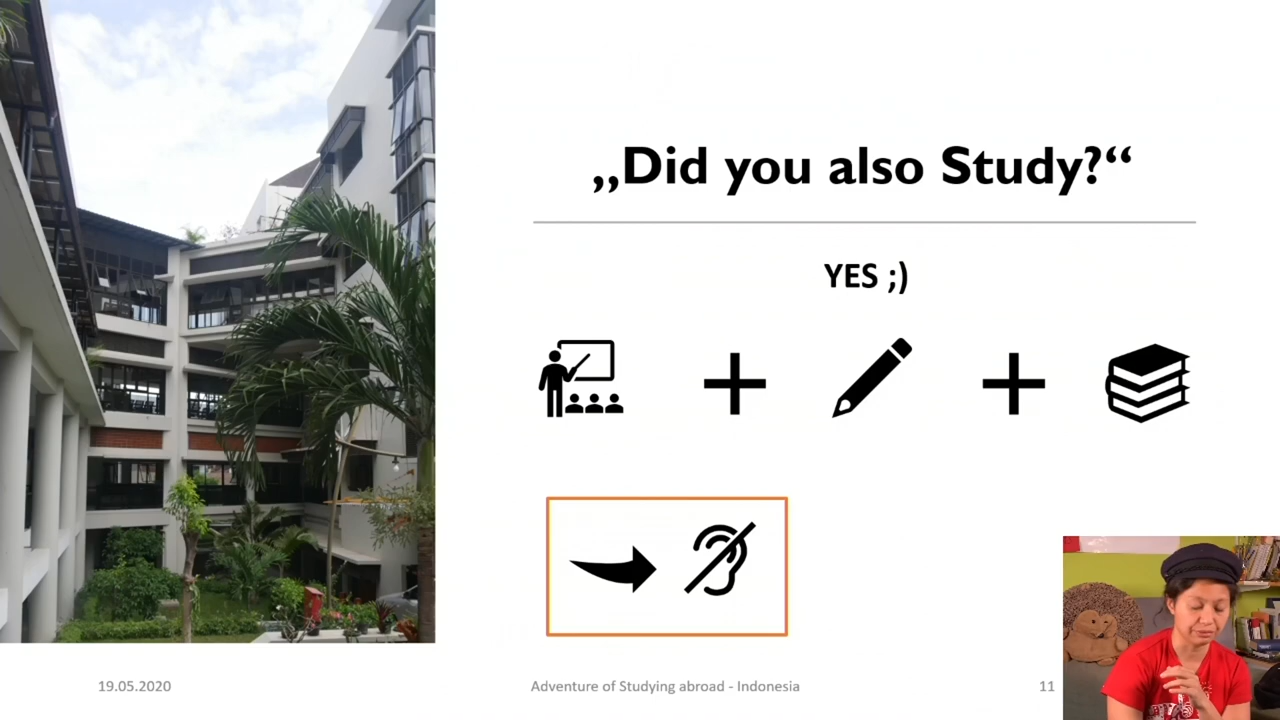 „Did you also Study?“
YES ;)
19.05.2020
Adventure of Studying abroad - Indonesia
11